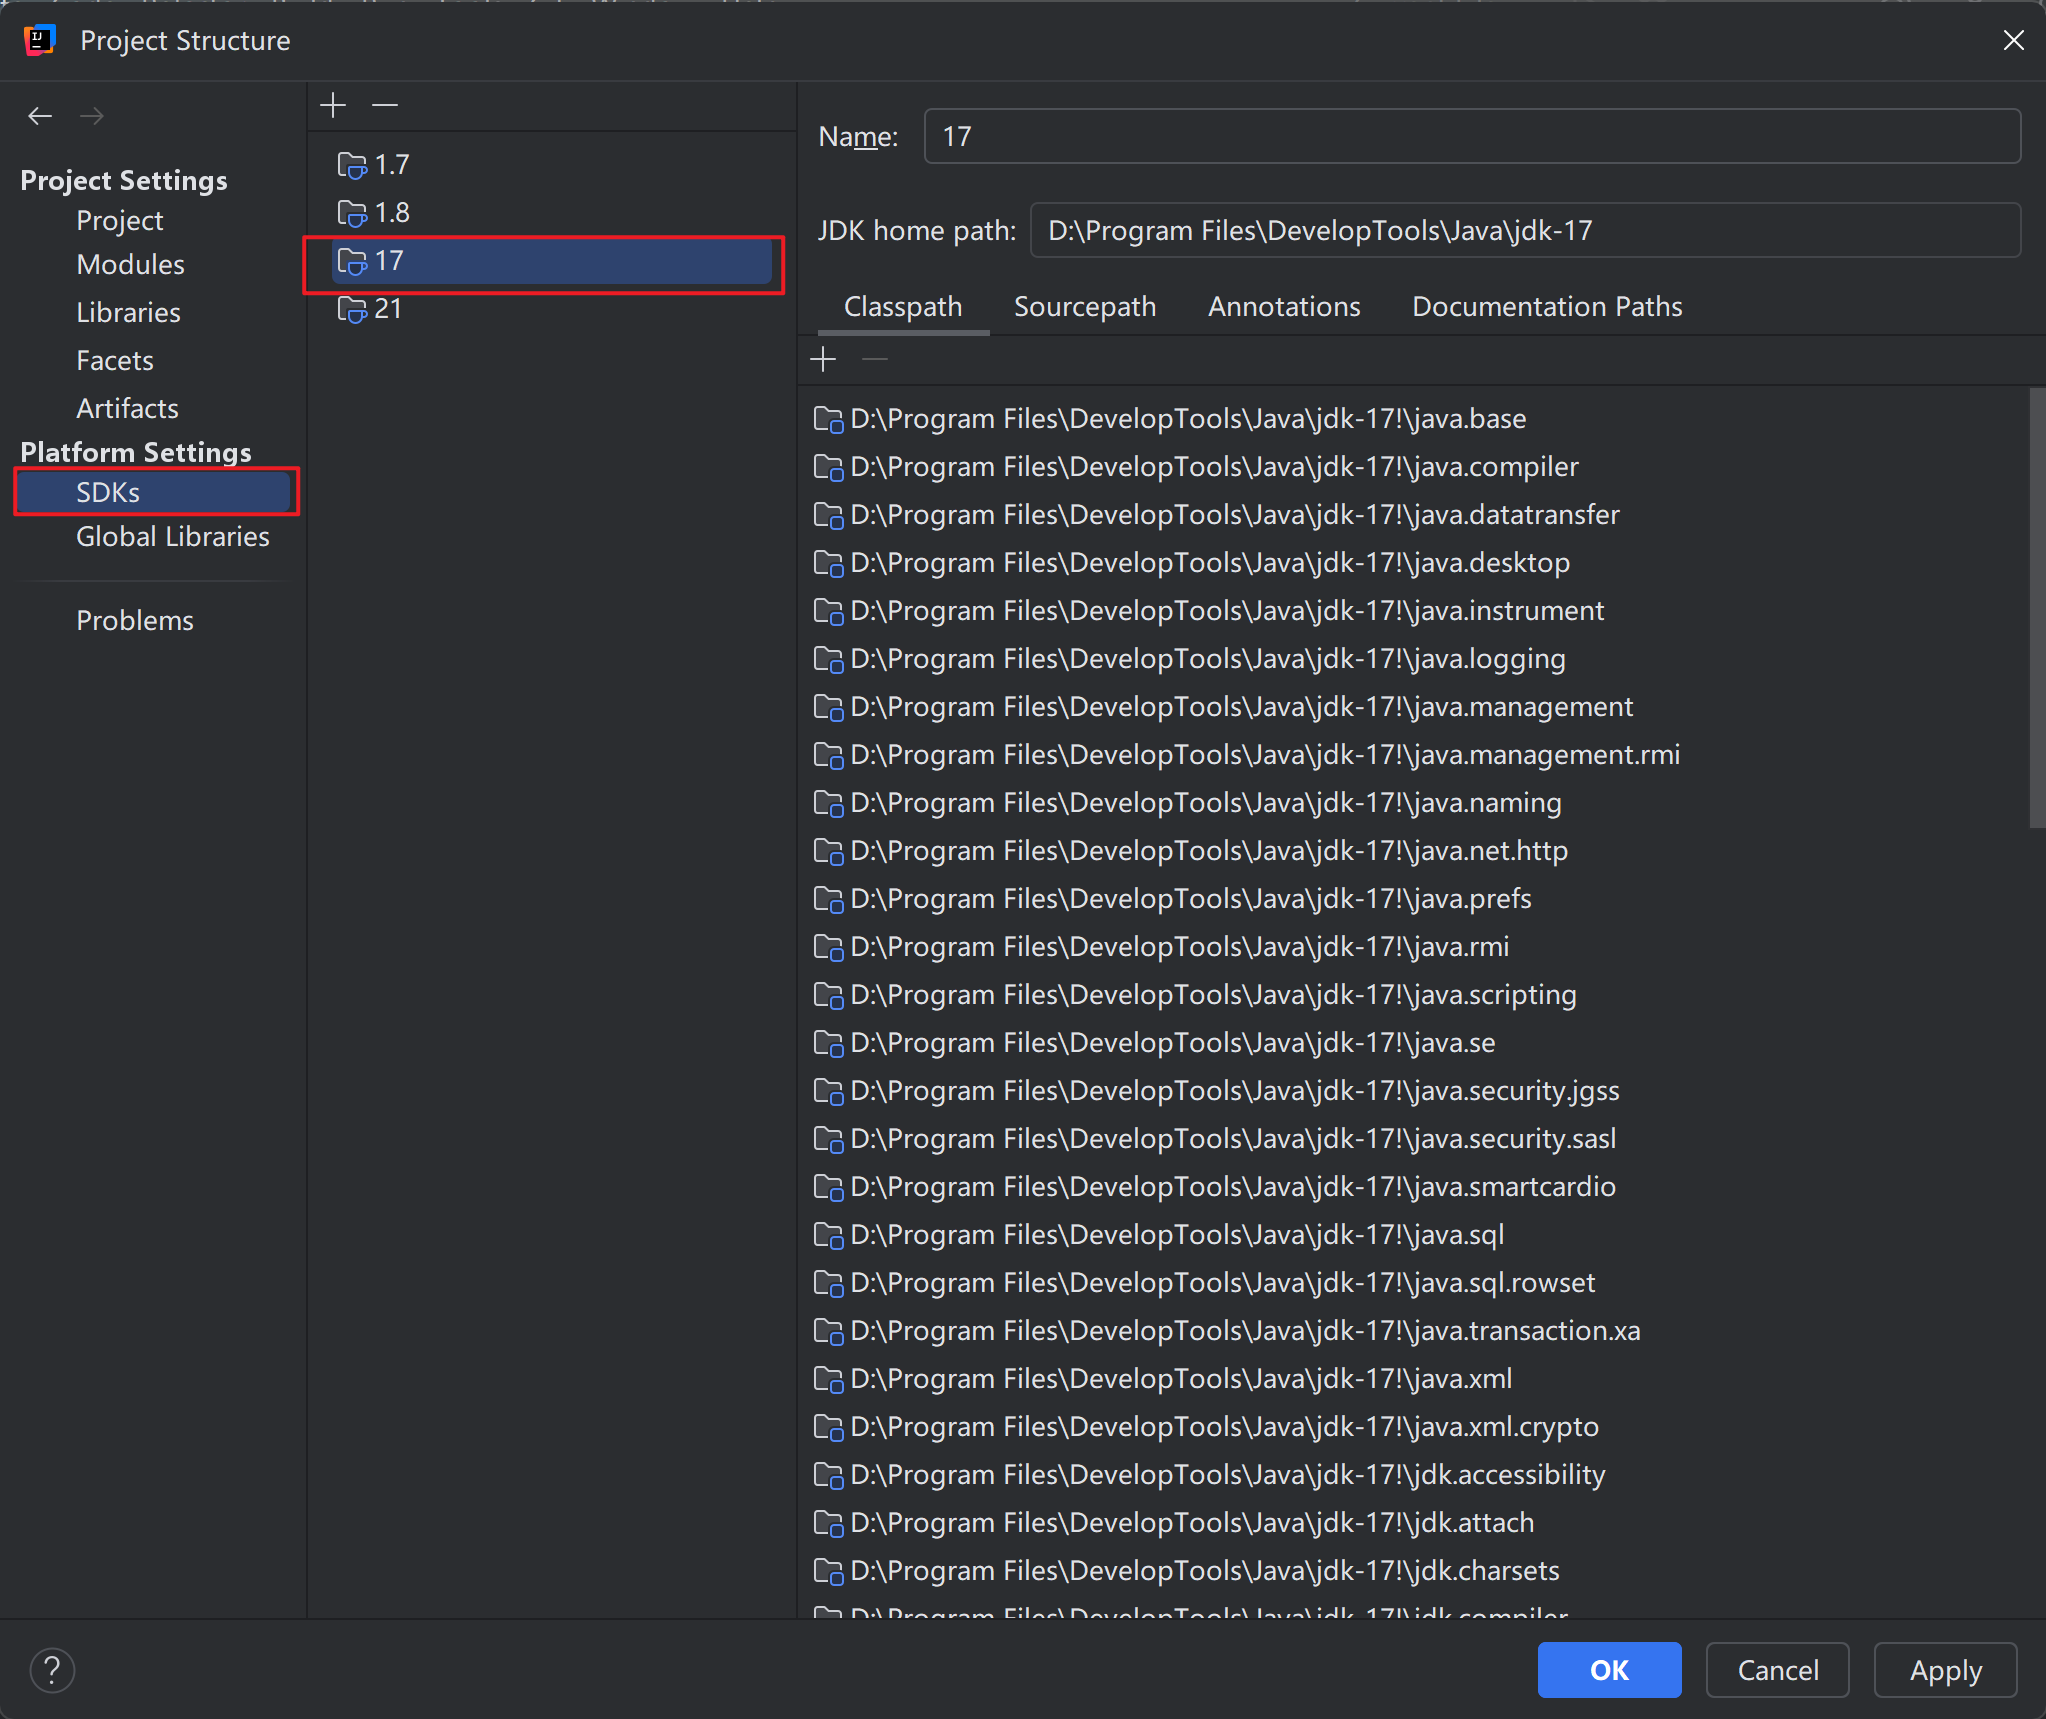 Project Structure
Project Settings
Project
Modules
Libraries
Facets
Artifacts
Platform Settings
SDKs
Global Libraries
Problems
1.7
1.8
17
21
Name: 17
JDK home path: D:\Program Files\DevelopTools\Java\jdk-17
Classpath Sourcepath Annotations Documentation Paths
D:\Program Files\DevelopTools\Java\jdk-17!\java.base
D:\Program Files\DevelopTools\Java\jdk-17!\java.compiler
D:\Program Files\DevelopTools\Java\jdk-17!\java.datatransfer
D:\Program Files\DevelopTools\Java\jdk-17!\java.desktop
D:\Program Files\DevelopTools\Java\jdk-17!\java.instrument
D:\Program Files\DevelopTools\Java\jdk-17!\java.logging
D:\Program Files\DevelopTools\Java\jdk-17!\java.management
D:\Program Files\DevelopTools\Java\jdk-17!\java.management.rmi
D:\Program Files\DevelopTools\Java\jdk-17!\java.naming
D:\Program Files\DevelopTools\Java\jdk-17!\java.net.http
D:\Program Files\DevelopTools\Java\jdk-17!\java.prefs
D:\Program Files\DevelopTools\Java\jdk-17!\java.rmi
D:\Program Files\DevelopTools\Java\jdk-17!\java.scripting
D:\Program Files\DevelopTools\Java\jdk-17!\java.se
D:\Program Files\DevelopTools\Java\jdk-17!\java.security.jgss
D:\Program Files\DevelopTools\Java\jdk-17!\java.security.sasl
D:\Program Files\DevelopTools\Java\jdk-17!\java.smartcardio
D:\Program Files\DevelopTools\Java\jdk-17!\java.sql
D:\Program Files\DevelopTools\Java\jdk-17!\java.sql.rowset
D:\Program Files\DevelopTools\Java\jdk-17!\java.transaction.xa
D:\Program Files\DevelopTools\Java\jdk-17!\java.xml
D:\Program Files\DevelopTools\Java\jdk-17!\java.xml.crypto
D:\Program Files\DevelopTools\Java\jdk-17!\jdk.accessibility
D:\Program Files\DevelopTools\Java\jdk-17!\jdk.attach
D:\Program Files\DevelopTools\Java\jdk-17!\jdk.charsets
D:\Program Files\DevelopTools\Java\jdk-17!\jdk.compiler
? OK Cancel Apply